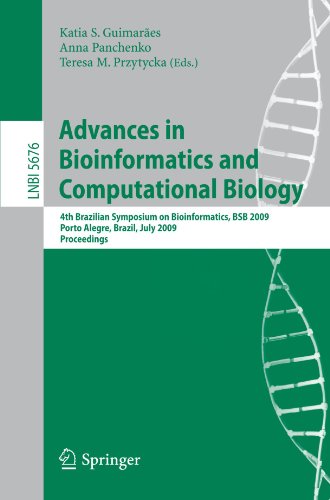 Katia S. Guimarães
Anna Panchenko
Teresa M. Przytycka (Eds.)
LNBI 5676
Advances in
Bioinformatics and
Computational Biology
4th Brazilian Symposium on Bioinformatics, BSB 2009
Porto Alegre, Brazil, July 2009
Proceedings
Springer